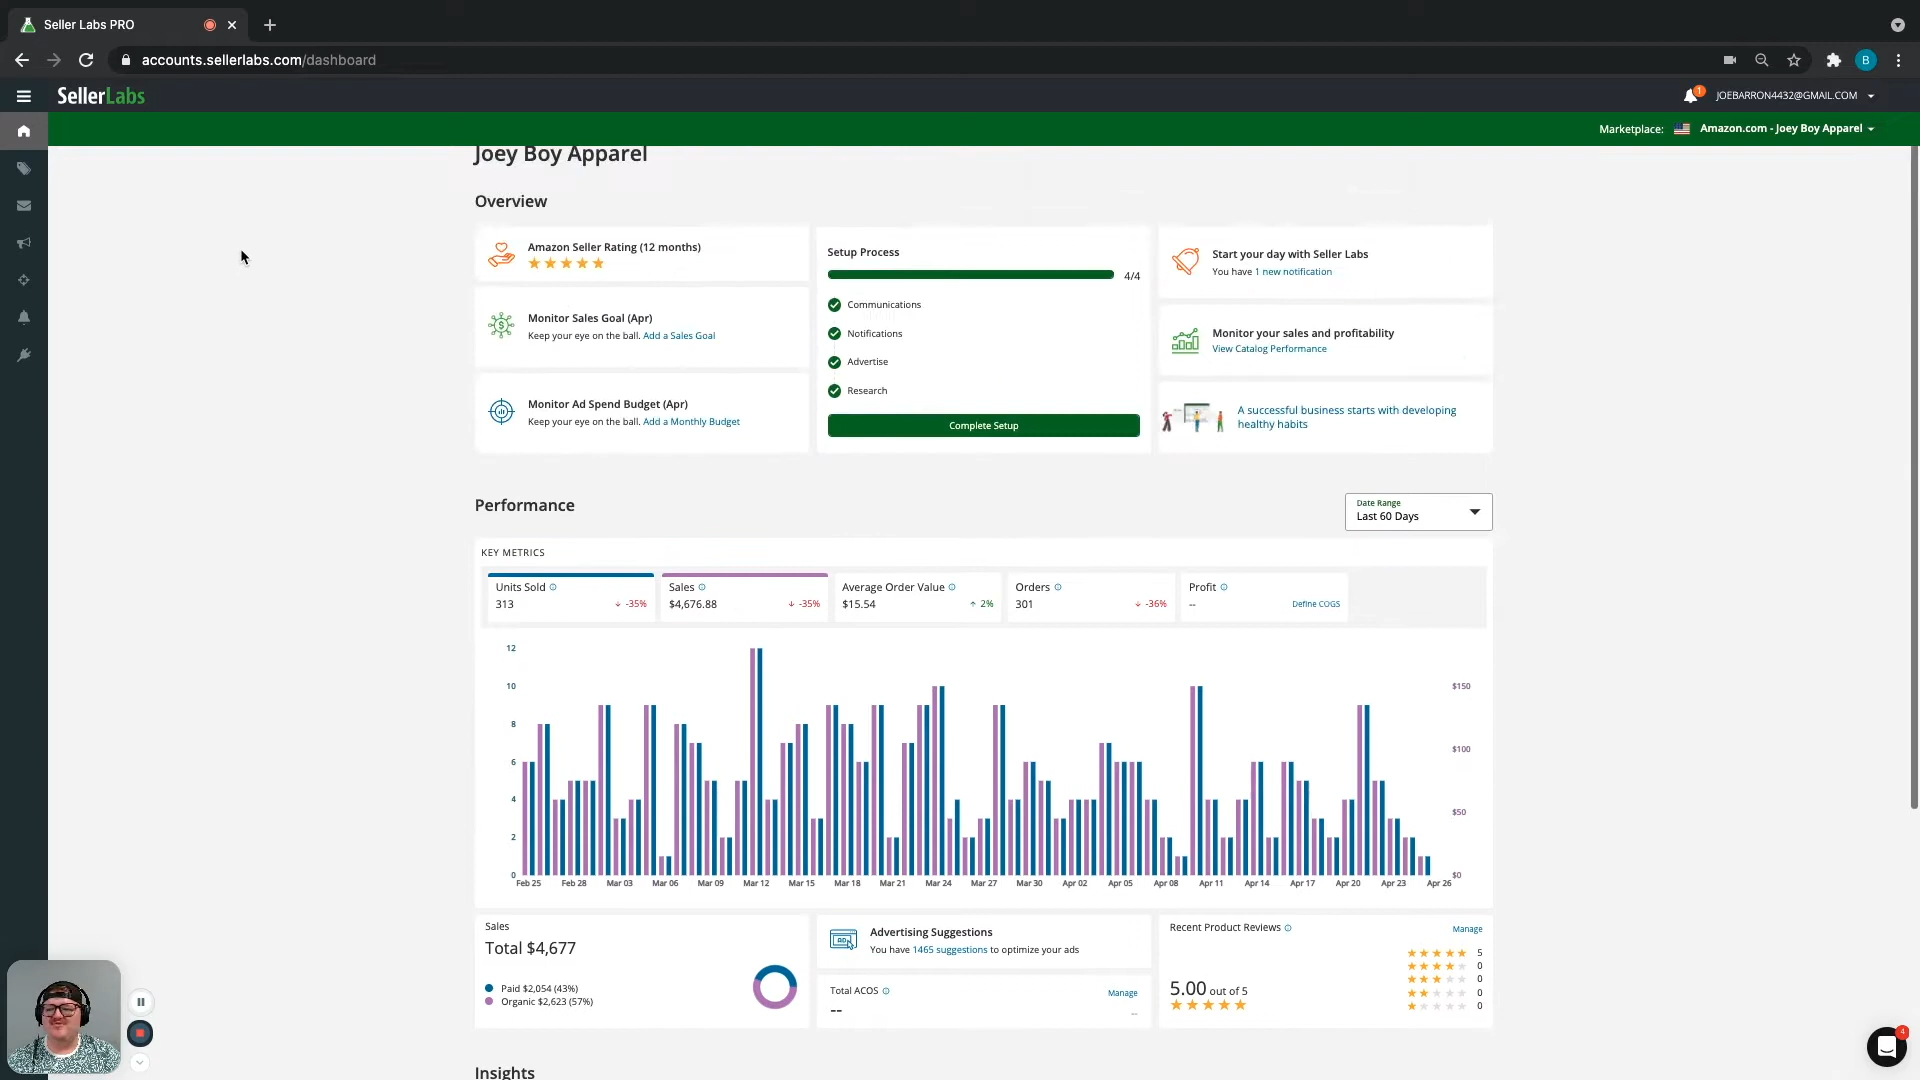 Seller Labs PRO
accounts.sellerlabs.com/dashboard
B
SellerLabs
1
JOEBARRON4432@GMAIL.COM
Marketplace:
Amazon.com - Joey Boy Apparel
Joey Boy Apparel
Overview
Amazon Seller Rating (12 months)
Monitor Sales Goal (Apr)
Keep your eye on the ball. Add a Sales Goal
Monitor Ad Spend Budget (Apr)
Keep your eye on the ball. Add a Monthly Budget
Setup Process
4/4
Communications
Notifications
Advertise
Research
Complete Setup
Start your day with Seller Labs
You have 1 new notification
Monitor your sales and profitability
View Catalog Performance
A successful business starts with developing
healthy habits
Performance
Date Range
Last 60 Days
KEY METRICS
Units Sold
313
-35%
Sales
$4,676.88
-35%
Average Order Value
$15.54
2%
Orders
301
-36%
Profit
--
Define COGS
12
10
8
6
4
2
0
$150
$100
$50
$0
Feb 25
Feb 28
Mar 03
Mar 06
Mar 09
Mar 12
Mar 15
Mar 18
Mar 21
Mar 24
Mar 27
Mar 30
Apr 02
Apr 05
Apr 08
Apr 11
Apr 14
Apr 17
Apr 20
Apr 23
Apr 26
Sales
Total $4,677
Paid $2,054 (43%)
Organic $2,623 (57%)
AD
Advertising Suggestions
You have 1465 suggestions to optimize your ads
Total ACOS
Manage
--
--
Recent Product Reviews
Manage
5.00 out of 5
5
0
0
0
0
4
Insights